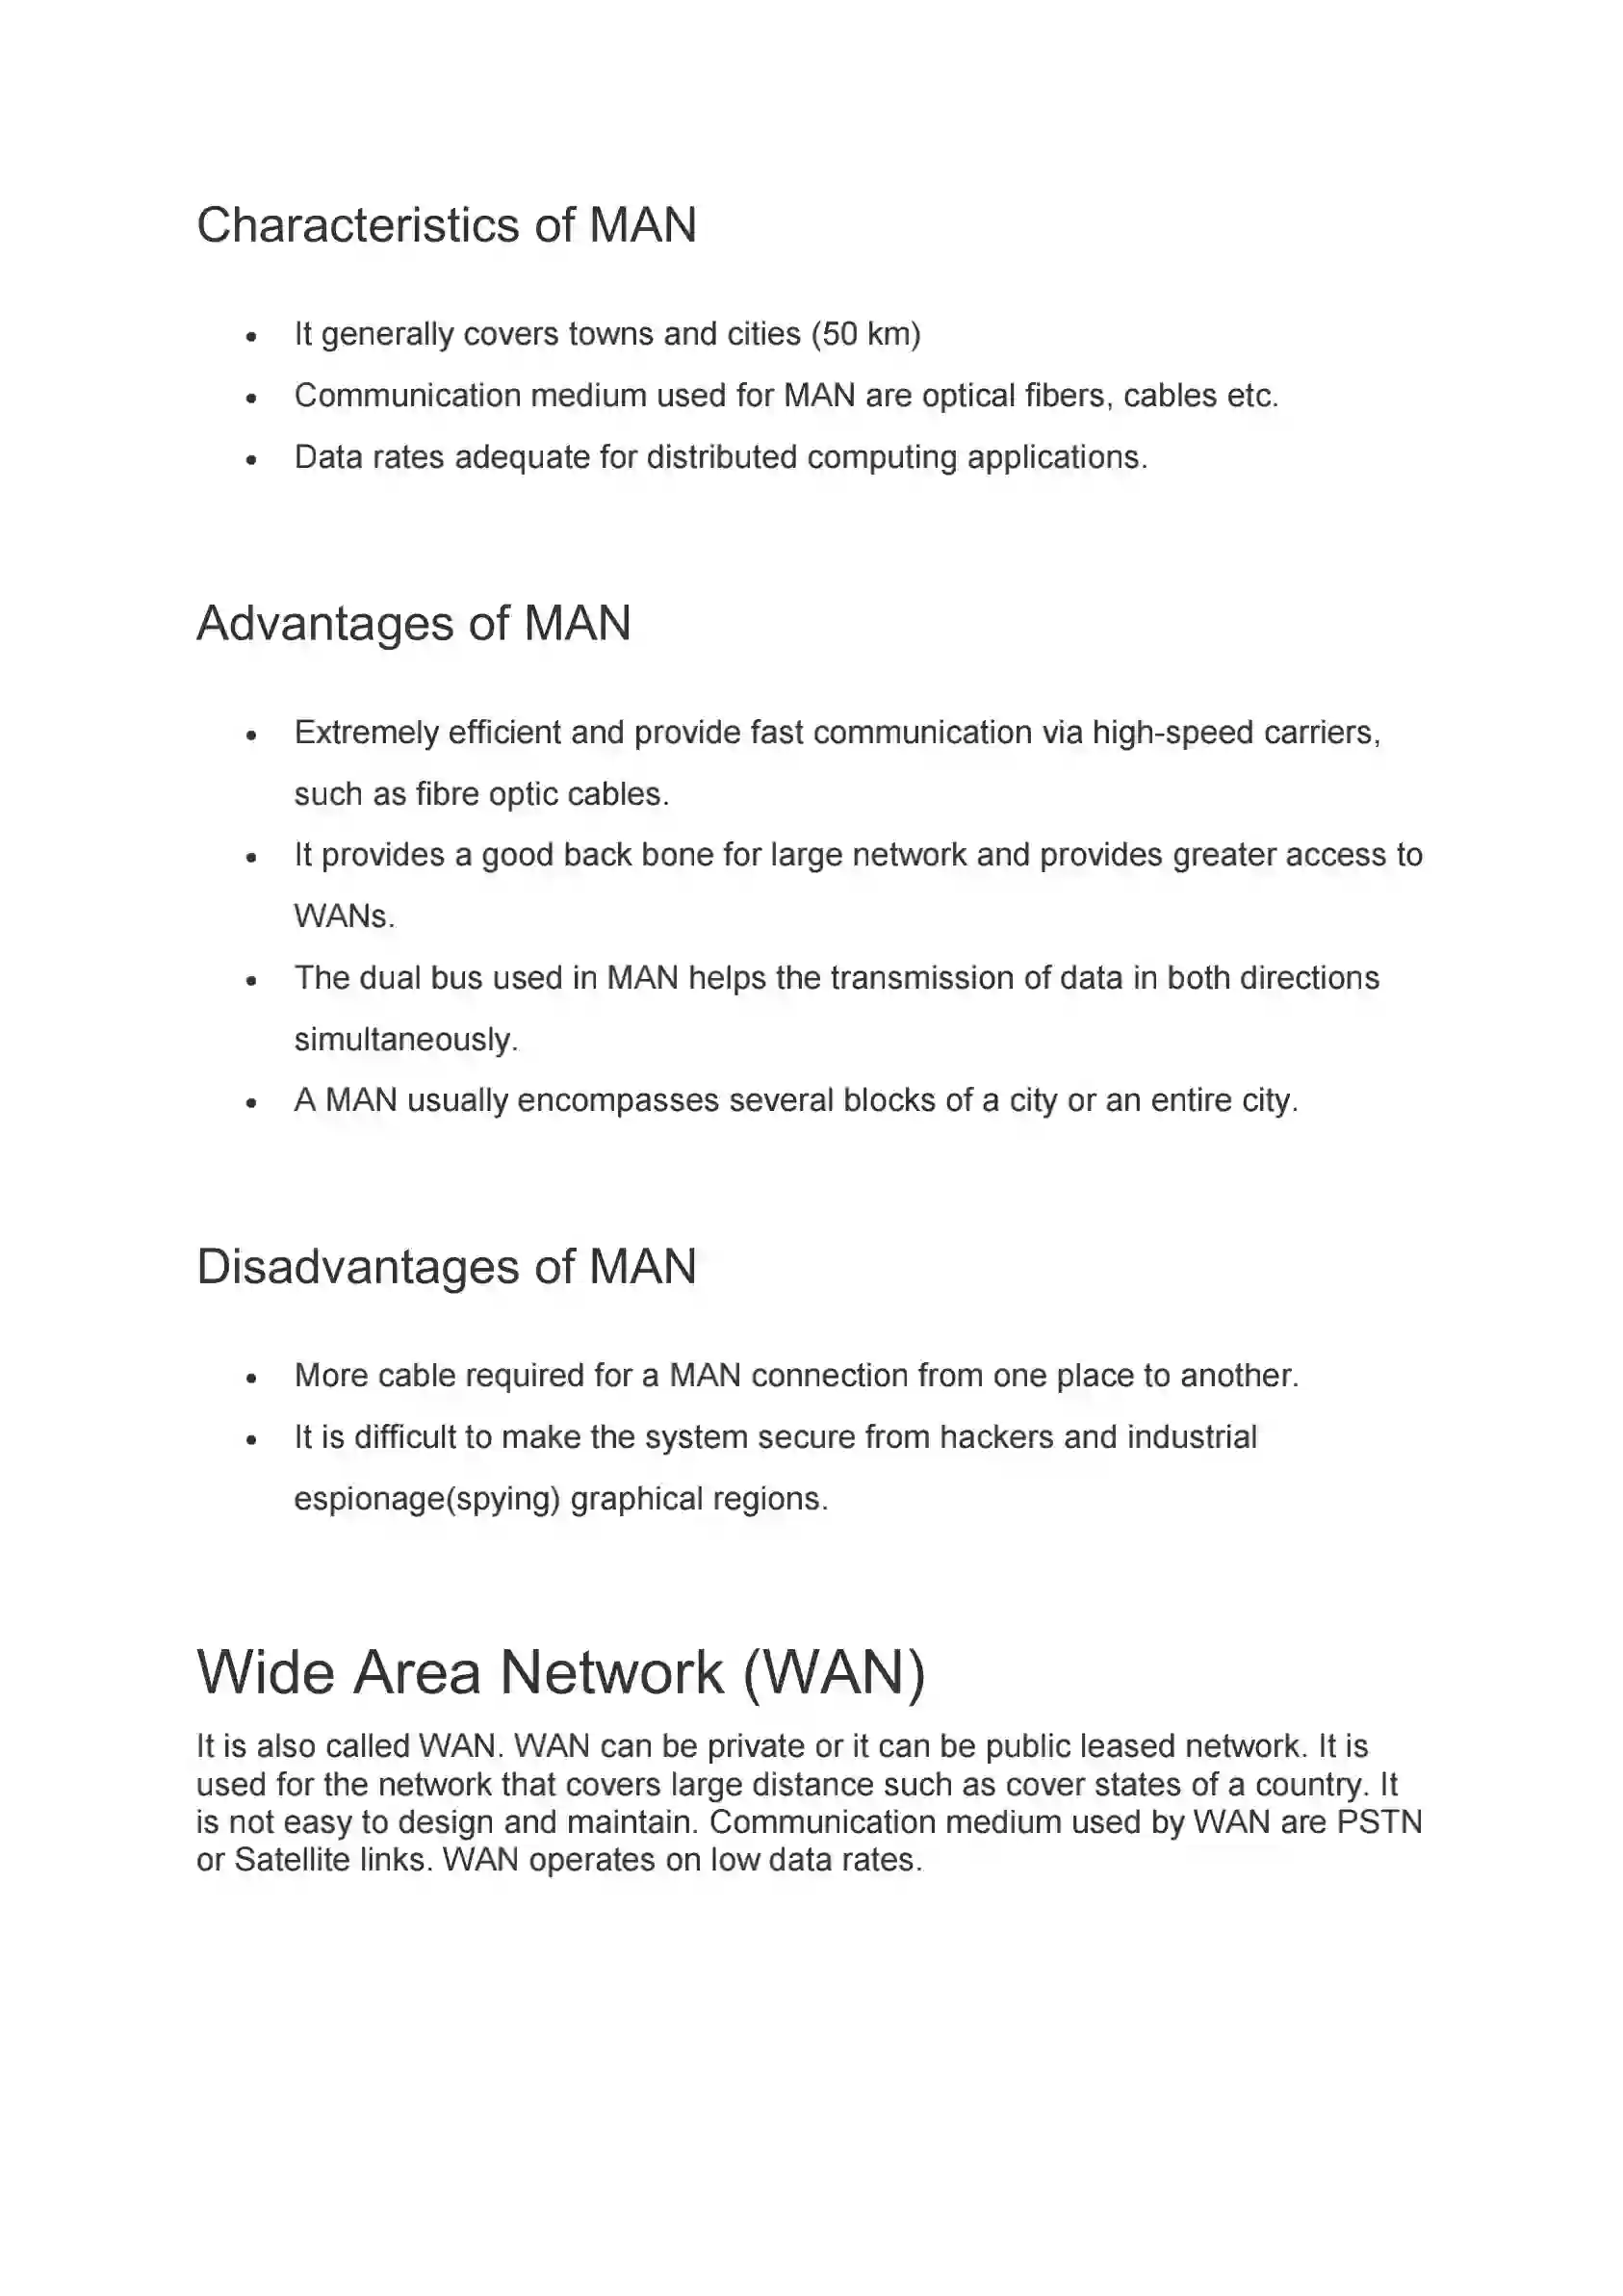 Characteristics of MAN
• It generally covers towns and cities (50 km)
• Communication medium used for MAN are optical fibers, cables etc.
• Data rates adequate for distributed computing applications.
Advantages of MAN
• Extremely efficient and provide fast communication via high-speed carriers,
such as fibre optic cables.
• It provides a good back bone for large network and provides greater access to
WANs.
• The dual bus used in MAN helps the transmission of data in both directions
simultaneously.
• A MAN usually encompasses several blocks of a city or an entire city.
Disadvantages of MAN
• More cable required for a MAN connection from one place to another.
• It is difficult to make the system secure from hackers and industrial
espionage(spying) graphical regions.
Wide Area Network (WAN)
It is also called WAN. WAN can be private or it can be public leased network. It is
used for the network that covers large distance such as cover states of a country. It
is not easy to design and maintain. Communication medium used by WAN are PSTN
or Satellite links. WAN operates on low data rates.